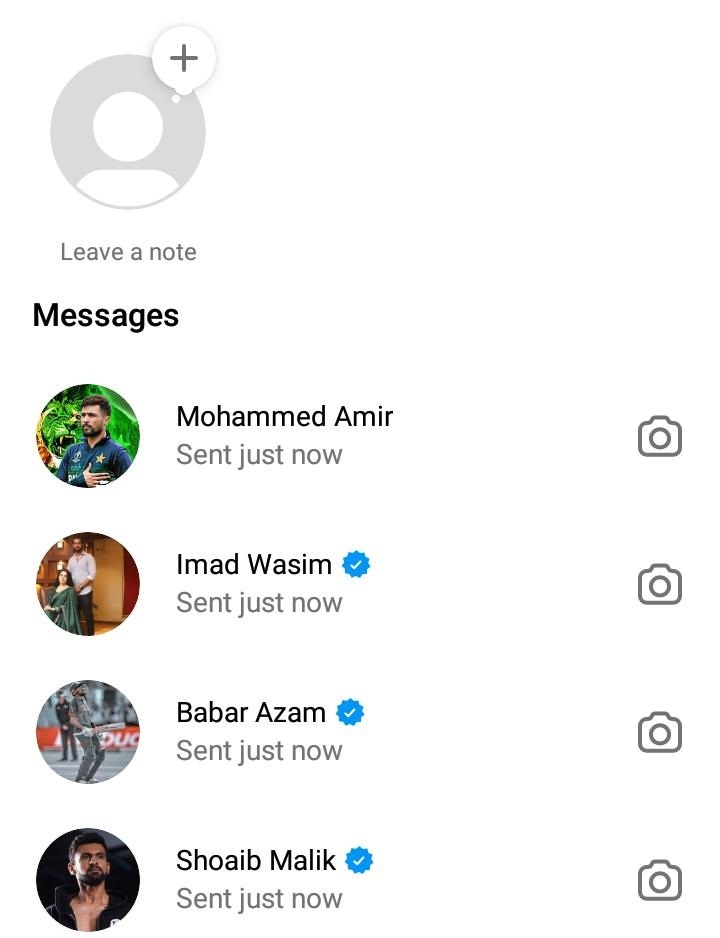 Leave a note
Messages
Mohammed Amir
Sent just now
Imad Wasim
Sent just now
Babar Azam
Sent just now
Shoaib Malik
Sent just now